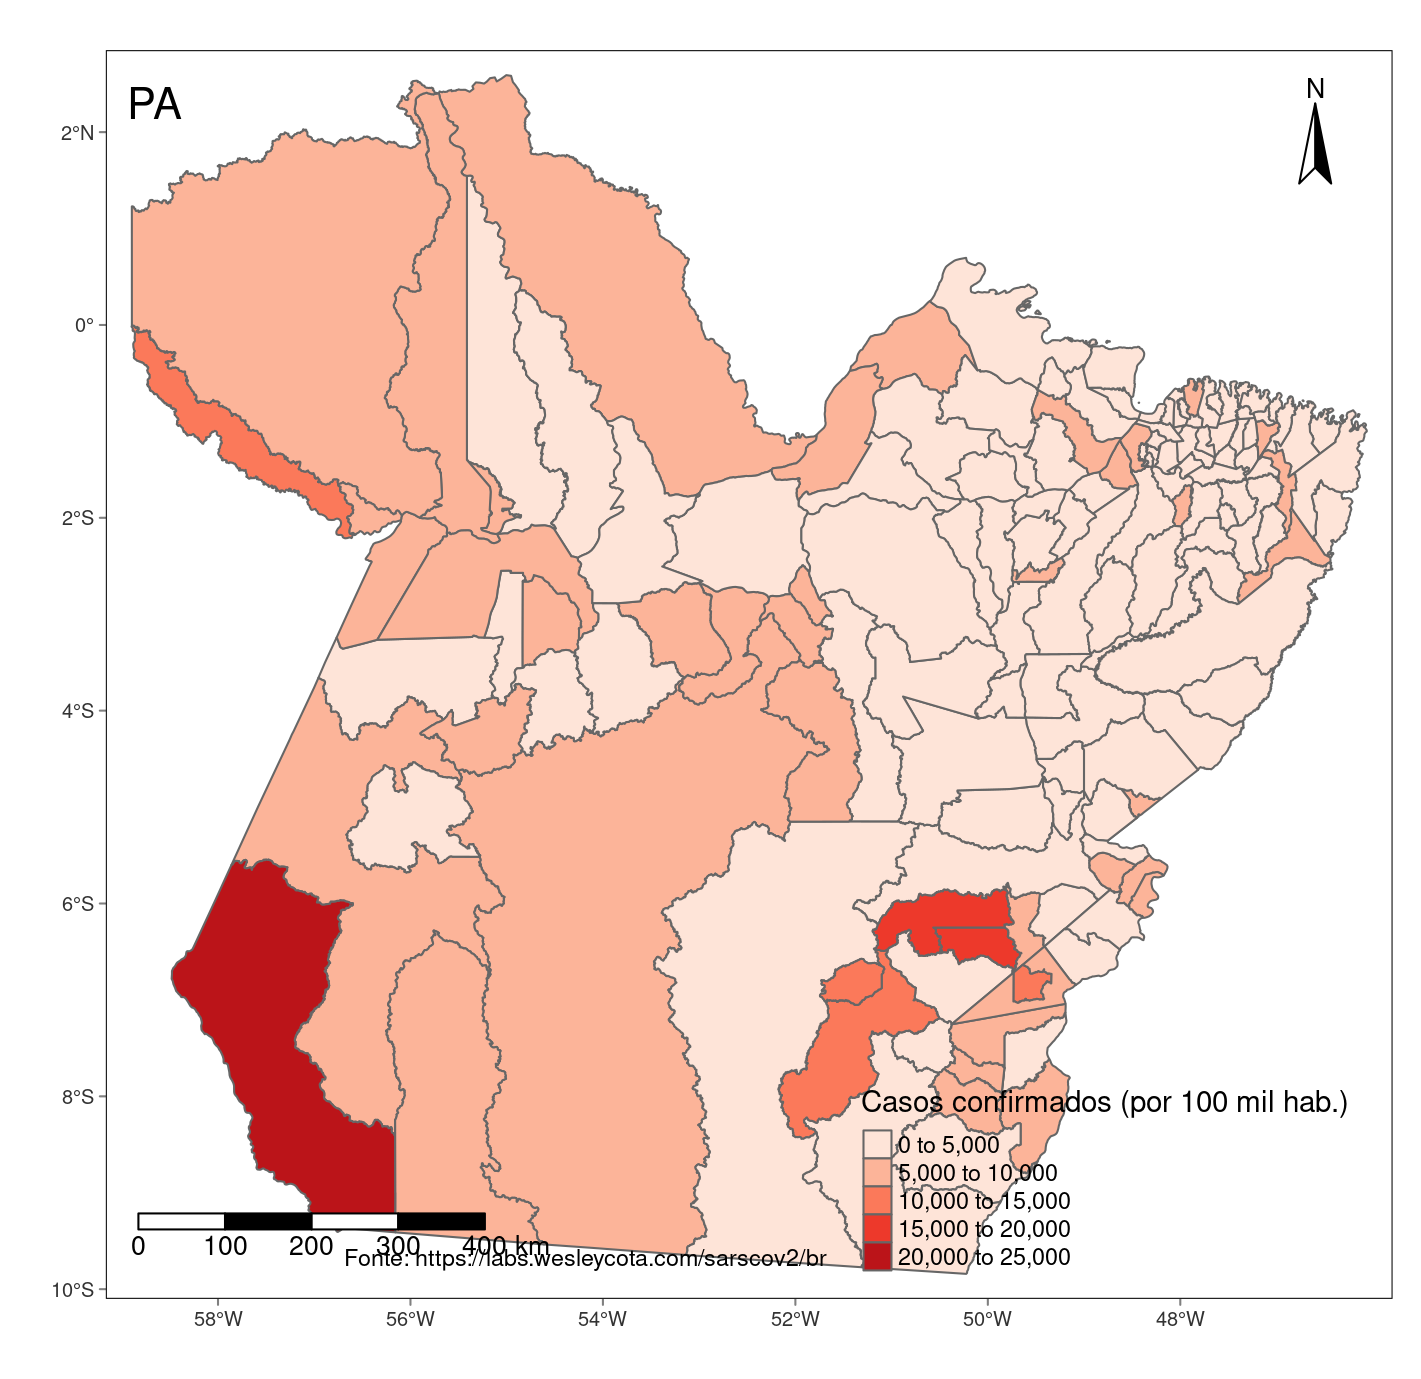 PA
N
2°N
0°
2°S
4°S
6°S
8°S
10°S
Casos confirmados (por 100 mil hab.)
0 to 5,000
5,000 to 10,000
10,000 to 15,000
15,000 to 20,000
20,000 to 25,000
0 100 200 300 400 km
Fonte: https://labs.wesleycota.com/sarscov2/br
58°W 56°W 54°W 52°W 50°W 48°W